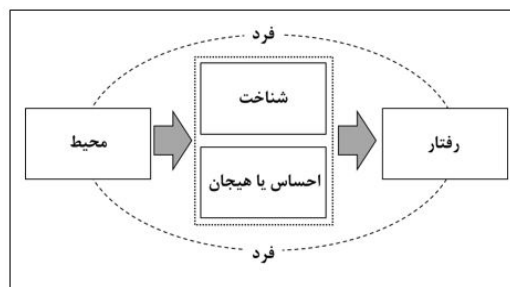 فرد
شناخت
محیط
رفتار
احساس یا هیجان
فرد